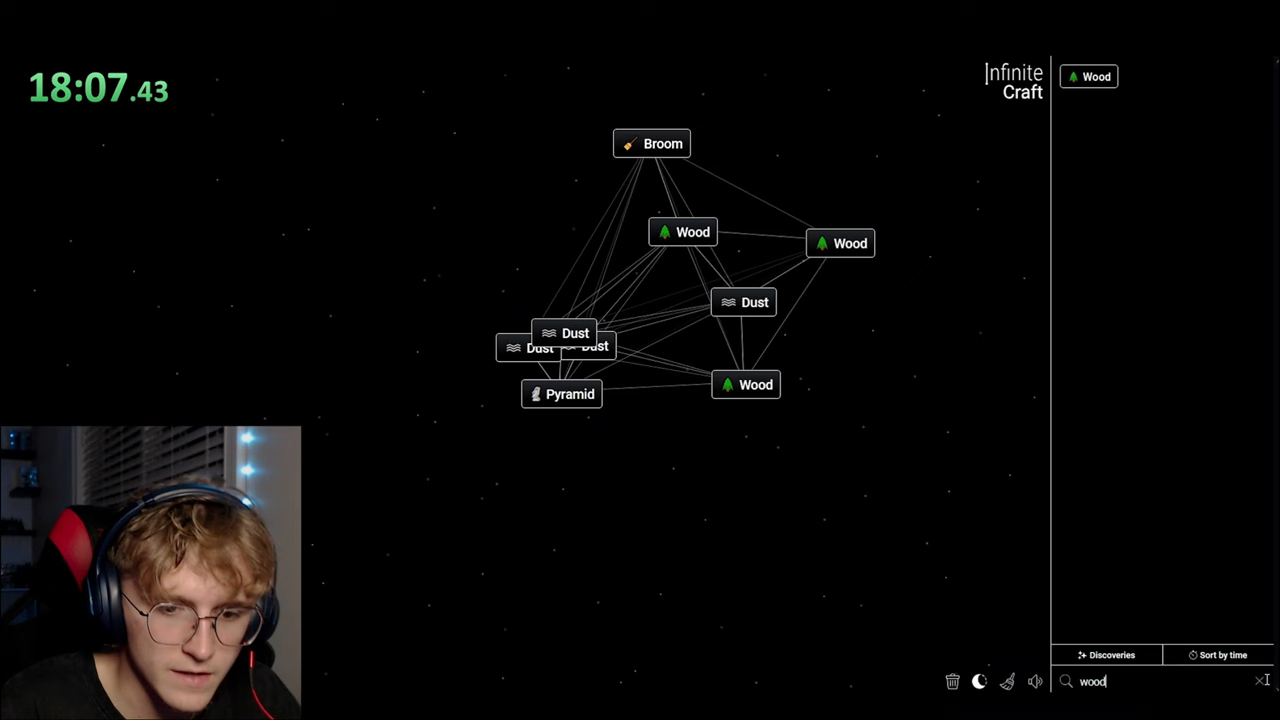 18:07.43
Infinite
Craft
Wood
Broom
Wood
Wood
Dust
Dust
Dust
Dust
Pyramid
Wood
Discoveries
Sort by time
wood